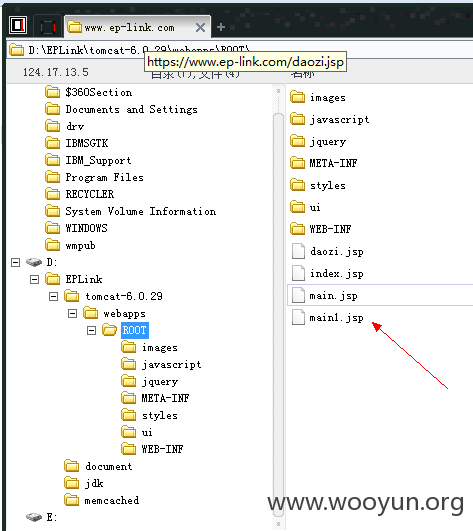 www.ep-link.com
D:\EPLink\tomcat-6.0.29\webapps\ROOT\
https://www.ep-link.com/daozi.jsp
124.17.13.5
目录(7),文件(4)
名称
$360Section
Documents and Settings
drv
IBMSGTK
IBM_Support
Program Files
RECYCLER
System Volume Information
WINDOWS
wmpub
D:
EPLink
tomcat-6.0.29
webapps
ROOT
images
javascript
jquery
META-INF
styles
ui
WEB-INF
document
jdk
memcached
E:
images
javascript
jquery
META-INF
styles
ui
WEB-INF
daozi.jsp
index.jsp
main.jsp
main1.jsp
www.wooyun.org